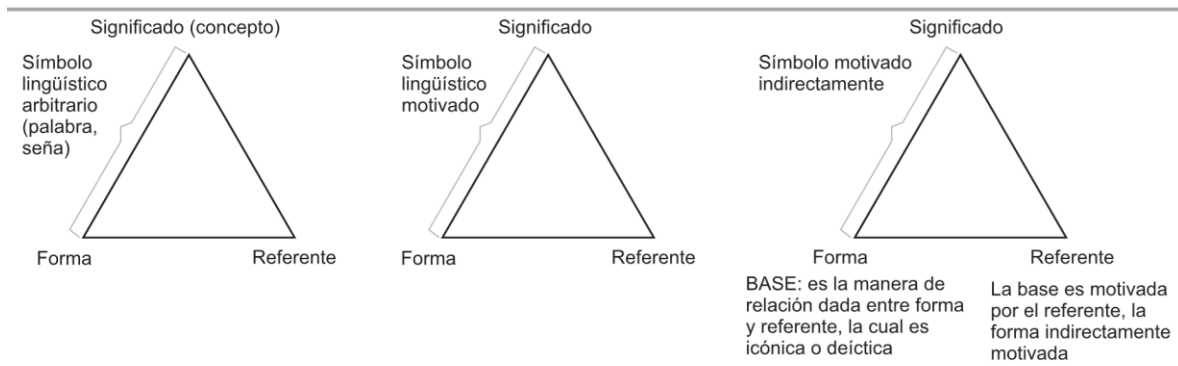 Significado (concepto)
Símbolo
lingüístico
arbitrario
(palabra,
seña)
Forma
Referente
Significado
Símbolo
lingüístico
motivado
Forma
Referente
Significado
Símbolo motivado
indirectamente
Forma
Referente
BASE: es la manera de
relación dada entre forma
y referente, la cual es
icónica o deíctica
La base es motivada
por el referente, la
forma indirectamente
motivada